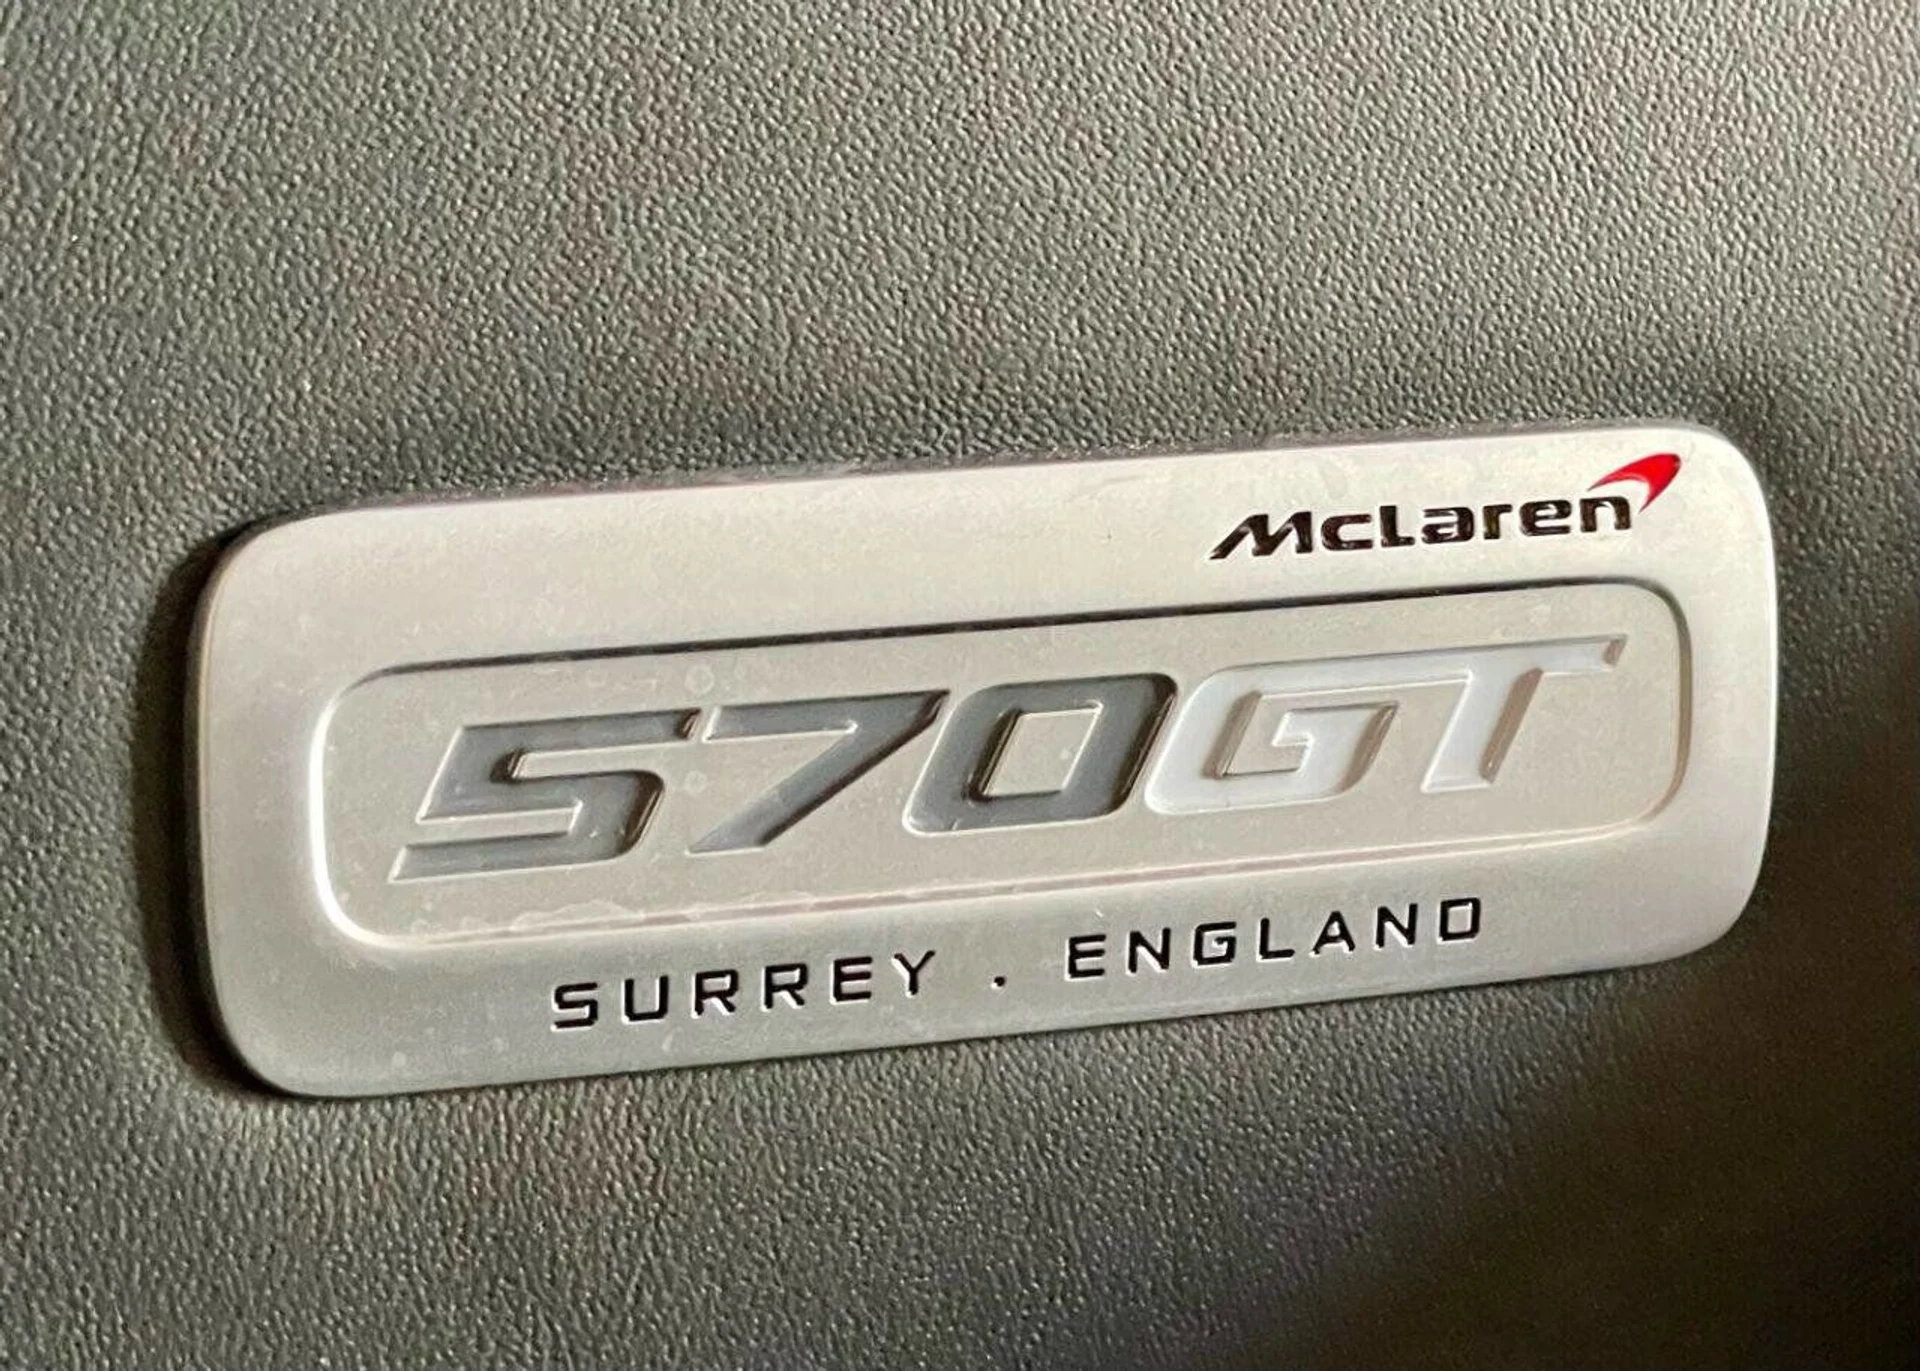 McLaren
570GT
SURREY . ENGLAND